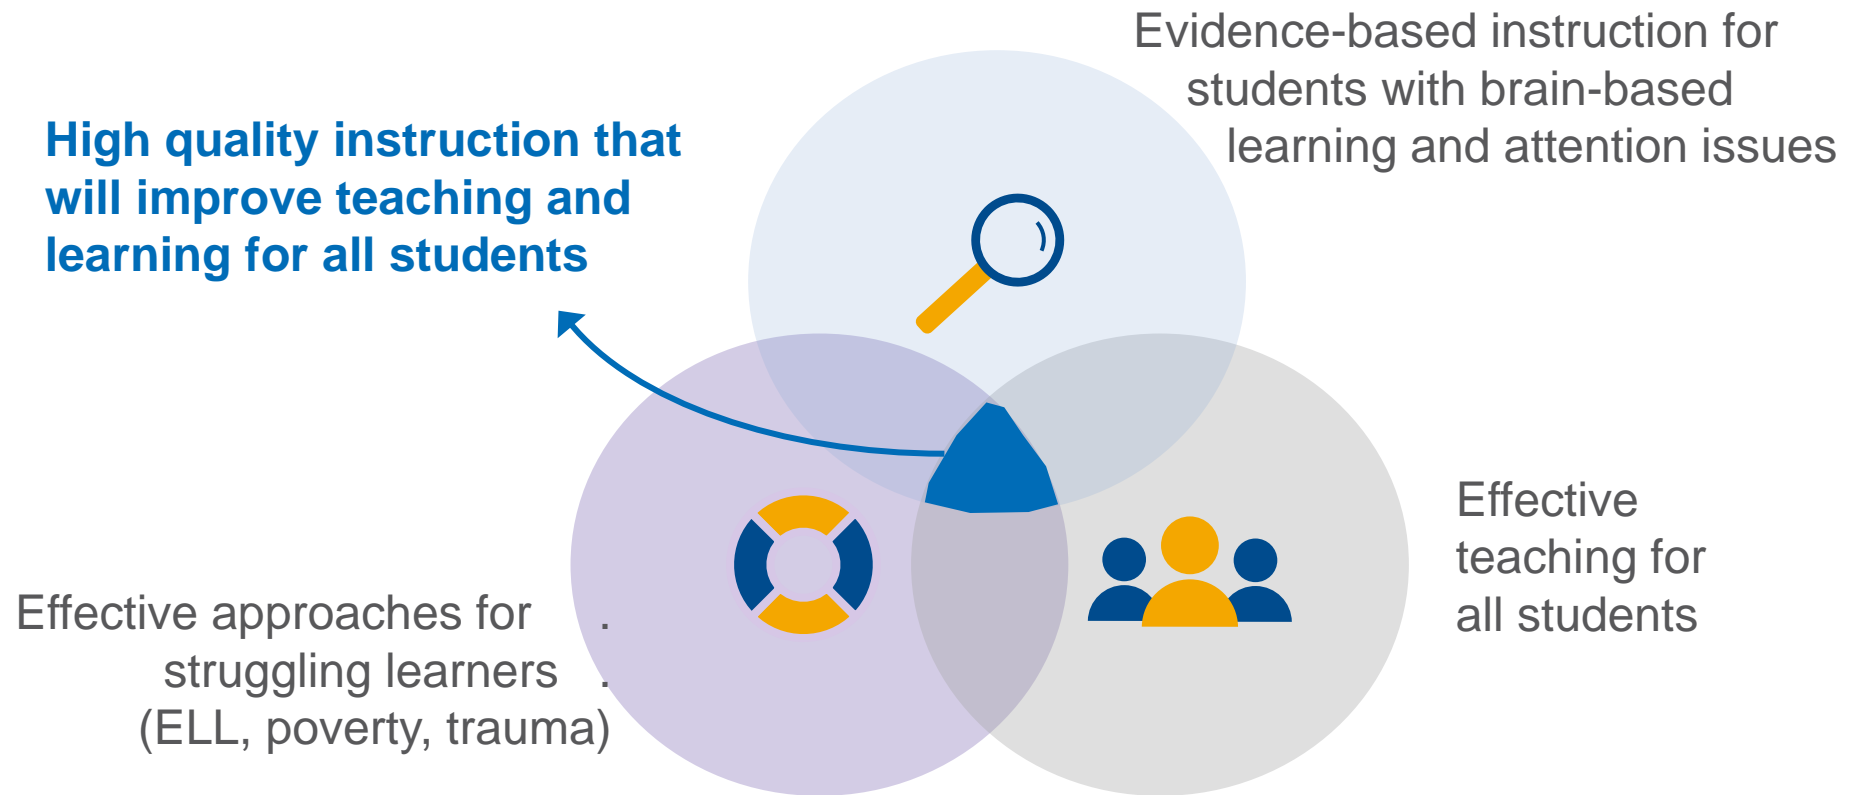 Evidence-based instruction for
students with brain-based
learning and attention issues
High quality instruction that
will improve teaching and
learning for all students
Effective
teaching for
all students
Effective approaches for .
struggling learners .
(ELL, poverty, trauma)